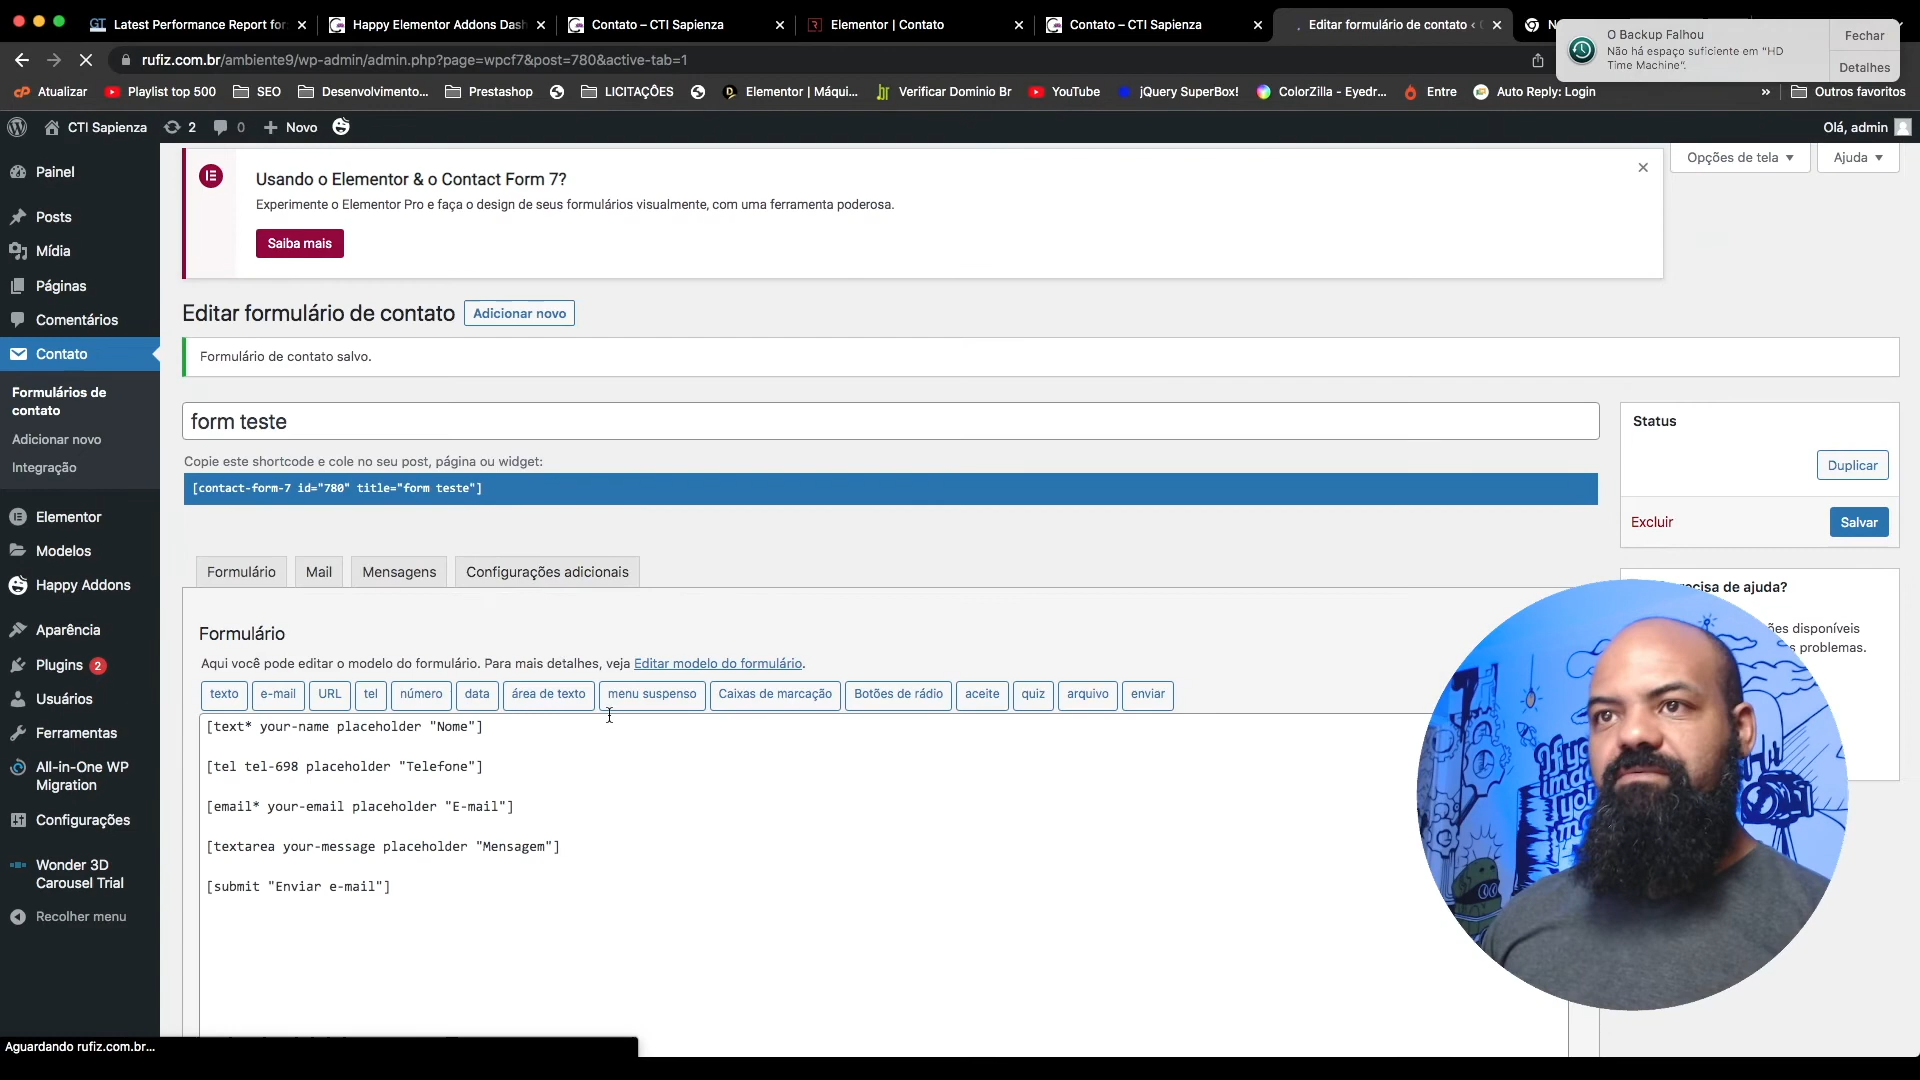 Latest Performance Report for
Happy Elementor Addons Dash
Contato – CTI Sapienza
Elementor | Contato
Contato – CTI Sapienza
Editar formulário de contato ‹
O Backup Falhou
Não há espaço suficiente em "HD
Time Machine".
Fechar
Detalhes
rufiz.com.br/ambiente9/wp-admin/admin.php?page=wpcf7&post=780&active-tab=1
Atualizar
Playlist top 500
SEO
Desenvolvimento...
Prestashop
LICITAÇÔES
Elementor | Máqui...
Verificar Dominio Br
YouTube
jQuery SuperBox!
ColorZilla - Eyedr...
Entre
Auto Reply: Login
»
Outros favoritos
CTI Sapienza
2
0
Novo
Olá, admin
Painel
Posts
Mídia
Páginas
Comentários
Contato
Formulários de
contato
Adicionar novo
Integração
Elementor
Modelos
Happy Addons
Aparência
Plugins 2
Usuários
Ferramentas
All-in-One WP
Migration
Configurações
Wonder 3D
Carousel Trial
Recolher menu
Opções de tela
Ajuda
Usando o Elementor & o Contact Form 7?
Experimente o Elementor Pro e faça o design de seus formulários visualmente, com uma ferramenta poderosa.
Saiba mais
Editar formulário de contato
Adicionar novo
Formulário de contato salvo.
form teste
Copie este shortcode e cole no seu post, página ou widget:
[contact-form-7 id="780" title="form teste"]
Status
Duplicar
Excluir
Salvar
Formulário
Mail
Mensagens
Configurações adicionais
ajuda?
disponíveis
problemas.
Formulário
Aqui você pode editar o modelo do formulário. Para mais detalhes, veja Editar modelo do formulário.
texto
e-mail
URL
tel
número
data
área de texto
menu suspenso
Caixas de marcação
Botões de rádio
aceite
quiz
arquivo
enviar
[text* your-name placeholder "Nome"]
[tel tel-698 placeholder "Telefone"]
[email* your-email placeholder "E-mail"]
[textarea your-message placeholder "Mensagem"]
[submit "Enviar e-mail"]
If you
imag
you
Aguardando rufiz.com.br...